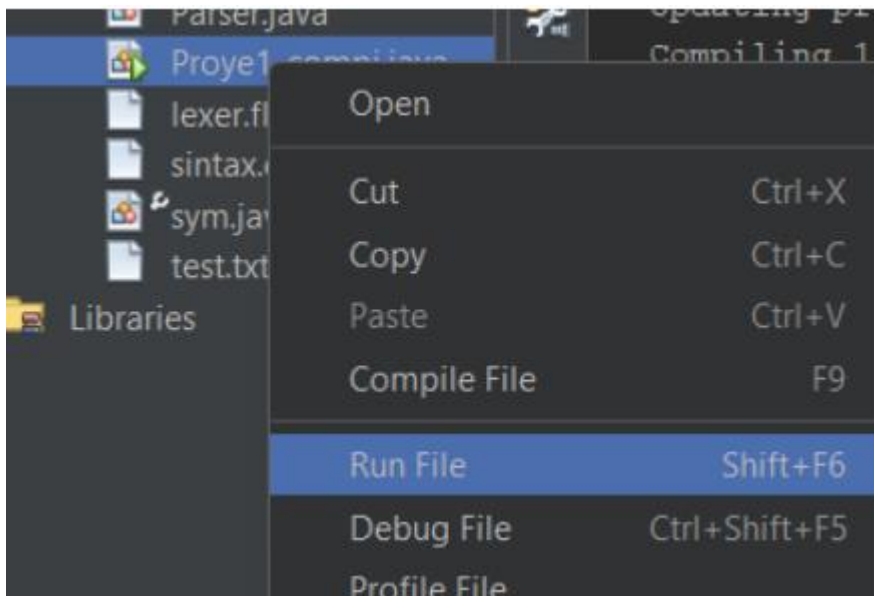 Parser.java
Proye1_compi.java
lexer.fl
sintax.
sym.ja
test.txt
Libraries
Updating
Compiling 1
Open
Cut Ctrl+X
Copy Ctrl+C
Paste Ctrl+V
Compile File F9
Run File Shift+F6
Debug File Ctrl+Shift+F5
Profile File